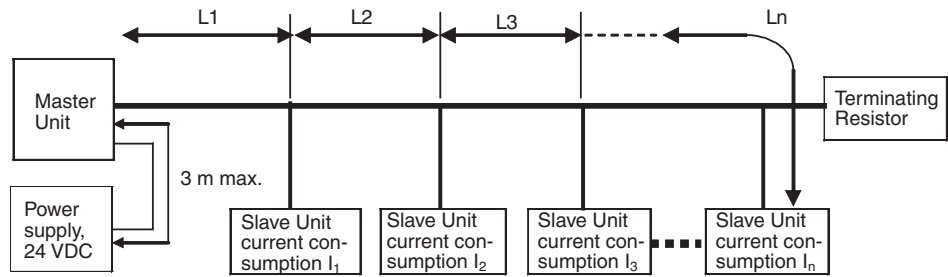 L1
L2
L3
Ln
Master
Unit
Terminating
Resistor
3 m max.
Power
supply,
24 VDC
Slave Unit
current con-
sumption I₁
Slave Unit
current con-
sumption I₂
Slave Unit
current con-
sumption I₃
Slave Unit
current con-
sumption Iₙ